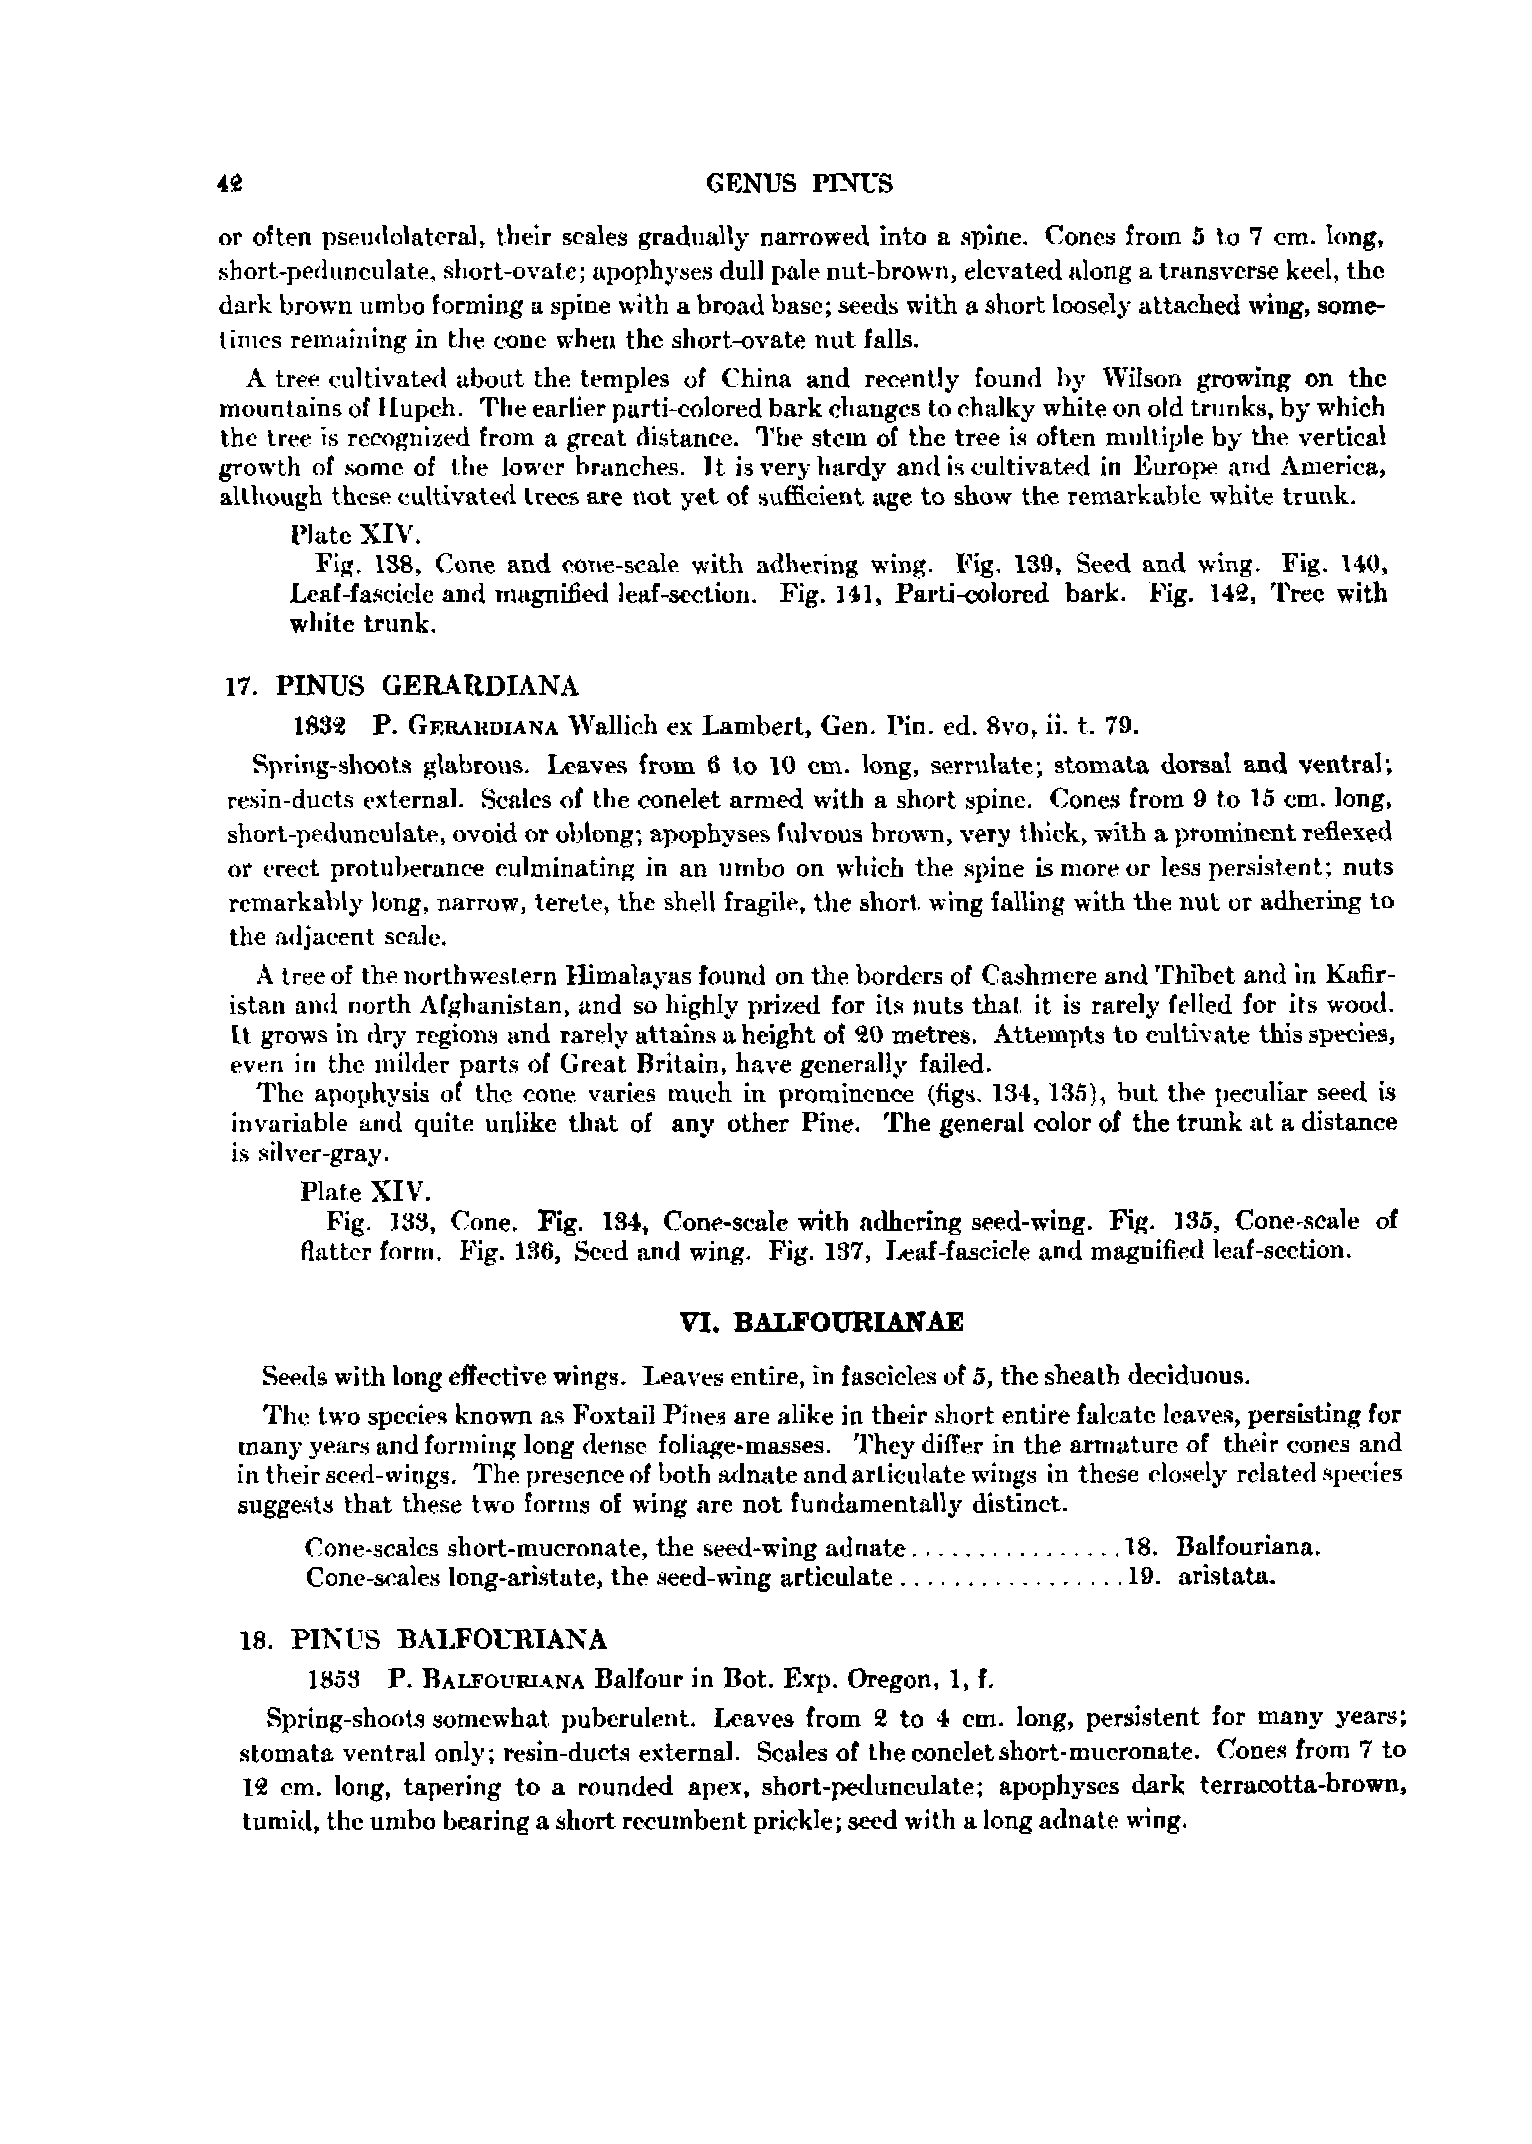 42 GENUS PINUS
or often pseudolateral, their scales gradually narrowed into a spine. Cones from 5 to 7 cm. long,
short-pedunculate, short-ovate; apophyses dull pale nut-brown, elevated along a transverse keel, the
dark brown umbo forming a spine with a broad base; seeds with a short loosely attached wing, some-
times remaining in the cone when the short-ovate nut falls.
A tree cultivated about the temples of China and recently found by Wilson growing on the
mountains of Hupeh. The earlier parti-colored bark changes to chalky white on old trunks, by which
the tree is recognized from a great distance. The stem of the tree is often multiple by the vertical
growth of some of the lower branches. It is very hardy and is cultivated in Europe and America,
although these cultivated trees are not yet of sufficient age to show the remarkable white trunk.
Plate XIV.
Fig. 138, Cone and cone-scale with adhering wing. Fig. 139, Seed and wing. Fig. 140,
Leaf-fascicle and magnified leaf-section. Fig. 141, Parti-colored bark. Fig. 142, Tree with
white trunk.
17. PINUS GERARDIANA
1832 P. GERARDIANA Wallich ex Lambert, Gen. Pin. ed. 8vo, ii. t. 79.
Spring-shoots glabrous. Leaves from 6 to 10 cm. long, serrulate; stomata dorsal and ventral;
resin-ducts external. Scales of the conelet armed with a short spine. Cones from 9 to 15 cm. long,
short-pedunculate, ovoid or oblong; apophyses fulvous brown, very thick, with a prominent reflexed
or erect protuberance culminating in an umbo on which the spine is more or less persistent; nuts
remarkably long, narrow, terete, the shell fragile, the short wing falling with the nut or adhering to
the adjacent scale.
A tree of the northwestern Himalayas found on the borders of Cashmere and Thibet and in Kafir-
istan and north Afghanistan, and so highly prized for its nuts that it is rarely felled for its wood.
It grows in dry regions and rarely attains a height of 20 metres. Attempts to cultivate this species,
even in the milder parts of Great Britain, have generally failed.
The apophysis of the cone varies much in prominence (figs. 134, 135), but the peculiar seed is
invariable and quite unlike that of any other Pine. The general color of the trunk at a distance
is silver-gray.
Plate XIV.
Fig. 133, Cone. Fig. 134, Cone-scale with adhering seed-wing. Fig. 135, Cone-scale of
flatter form. Fig. 136, Seed and wing. Fig. 137, Leaf-fascicle and magnified leaf-section.
VI. BALFOURIANAE
Seeds with long effective wings. Leaves entire, in fascicles of 5, the sheath deciduous.
The two species known as Foxtail Pines are alike in their short entire falcate leaves, persisting for
many years and forming long dense foliage-masses. They differ in the armature of their cones and
in their seed-wings. The presence of both adnate and articulate wings in these closely related species
suggests that these two forms of wing are not fundamentally distinct.
Cone-scales short-mucronate, the seed-wing adnate................18. Balfouriana.
Cone-scales long-aristate, the seed-wing articulate.................19. aristata.
18. PINUS BALFOURIANA
1853 P. BALFOURIANA Balfour in Bot. Exp. Oregon, 1, f.
Spring-shoots somewhat puberulent. Leaves from 2 to 4 cm. long, persistent for many years;
stomata ventral only; resin-ducts external. Scales of the conelet short-mucronate. Cones from 7 to
12 cm. long, tapering to a rounded apex, short-pedunculate; apophyses dark terracotta-brown,
tumid, the umbo bearing a short recumbent prickle; seed with a long adnate wing.